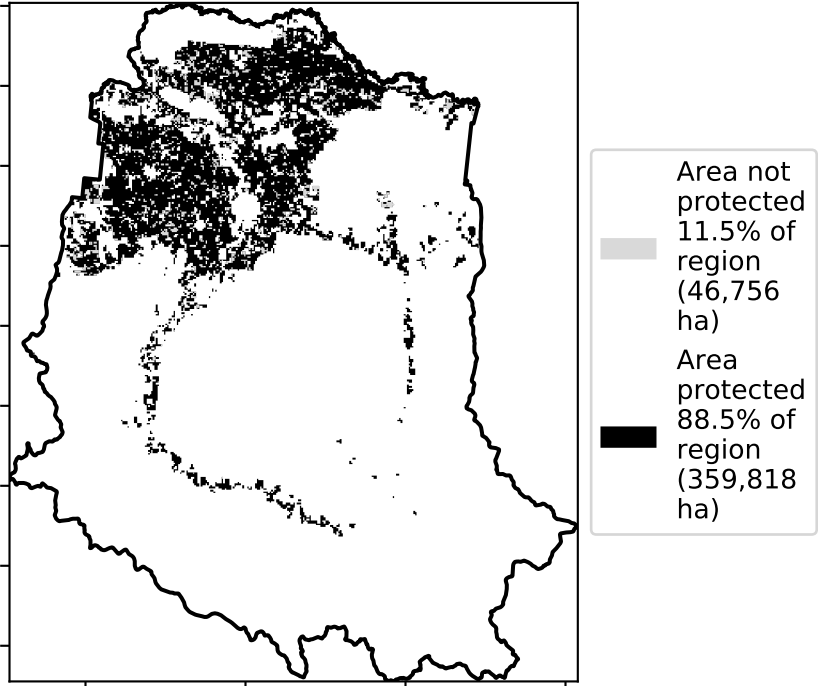 Area not
protected
11.5% of
region
(46,756
ha)
Area
protected
88.5% of
region
(359,818
ha)